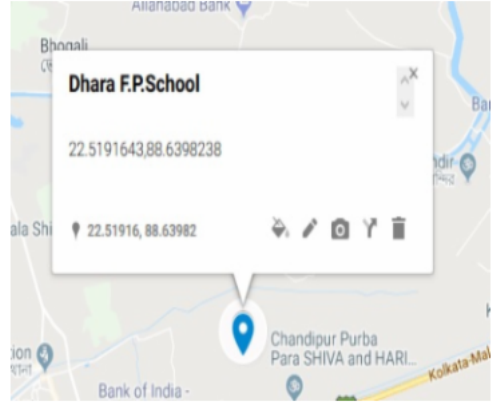 Allahabad Bank
Bhogali
Dhara F.P.School
22.5191643,88.6398238
22.51916, 88.63982
Chandipur Purba
Para SHIVA and HARI...
Kolkata-Mal
Bank of India -